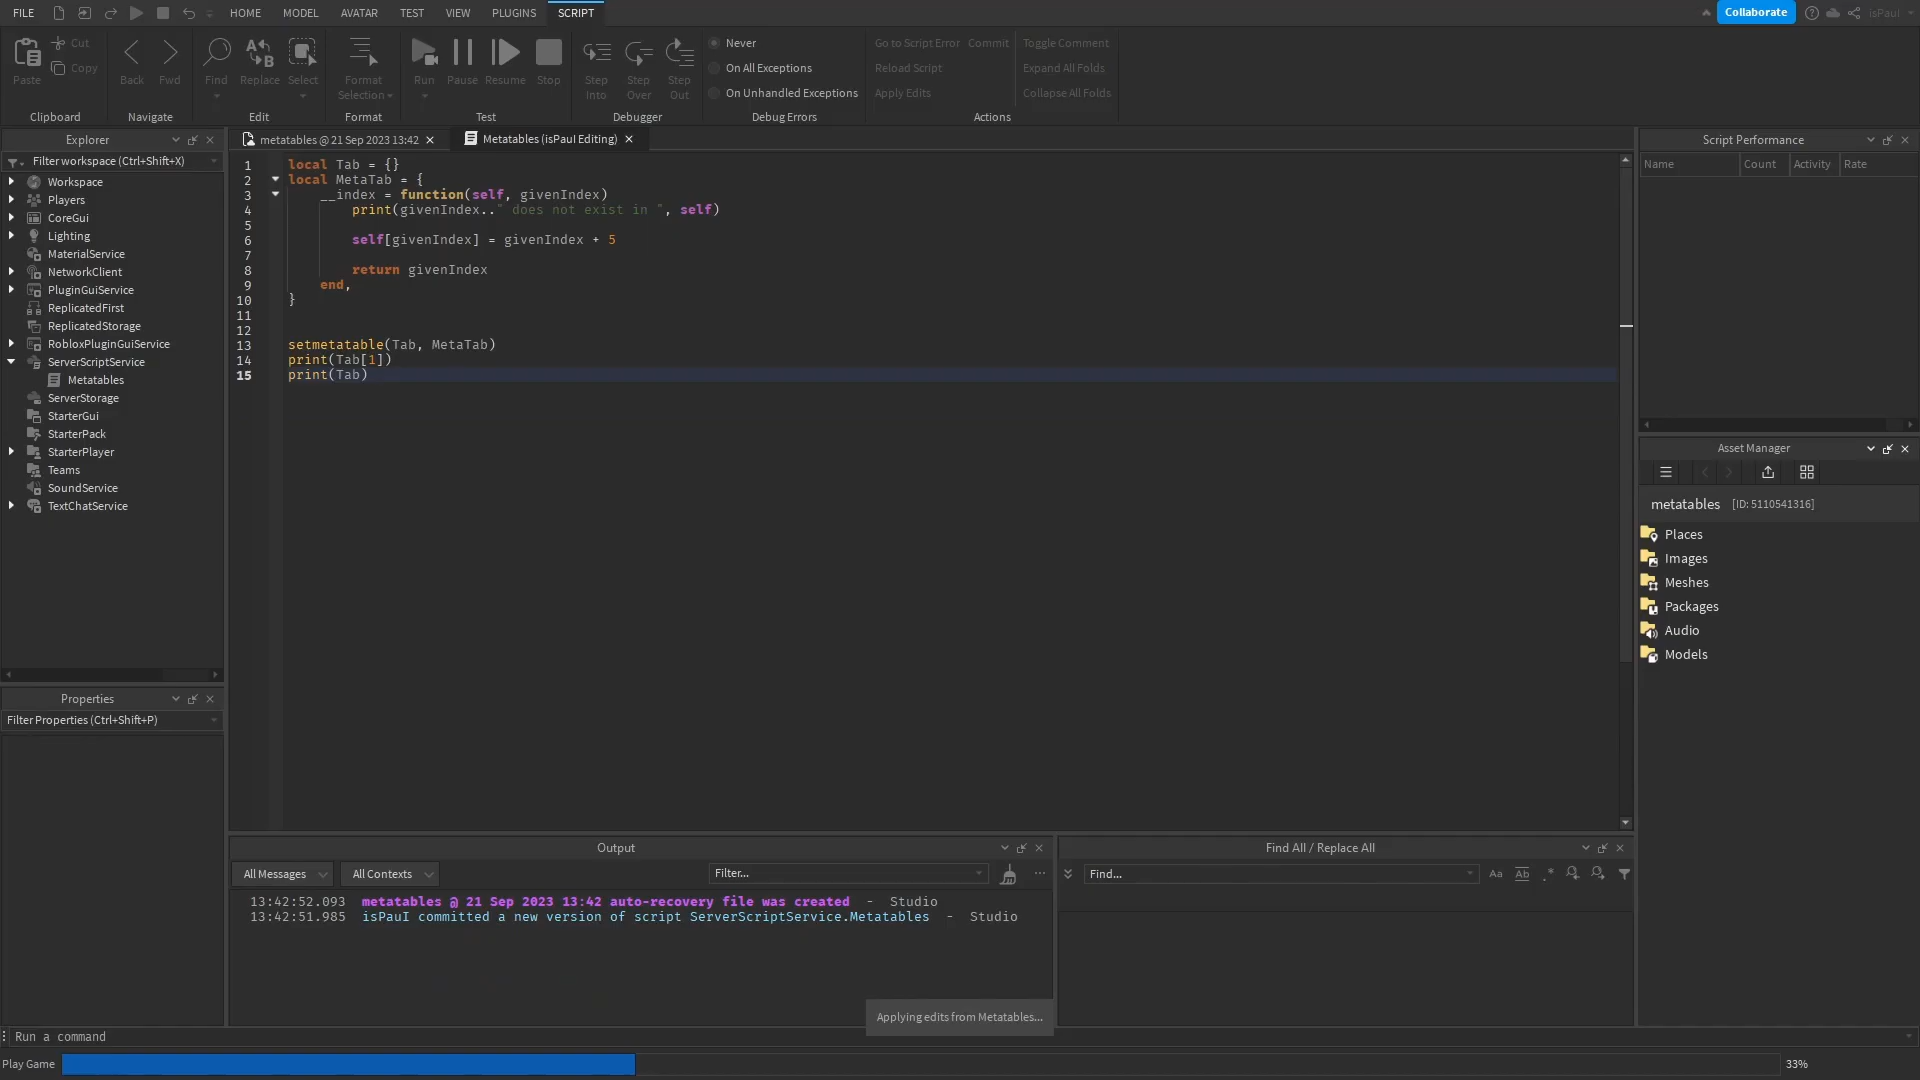 FILE HOME MODEL AVATAR TEST VIEW PLUGINS SCRIPT Collaborate isPauI
Paste Cut Copy
Clipboard
Back Fwd
Navigate
Find Replace Select
Edit
Format Selection
Format
Run Pause Resume Stop
Test
Step Into Step Over Step Out
Debugger
Never
On All Exceptions
On Unhandled Exceptions
Debug Errors
Go to Script Error Commit Toggle Comment
Reload Script Expand All Folds
Apply Edits Collapse All Folds
Actions
Explorer
Filter workspace (Ctrl+Shift+X)
Workspace
Players
CoreGui
Lighting
MaterialService
NetworkClient
PluginGuiService
ReplicatedFirst
ReplicatedStorage
RobloxPluginGuiService
ServerScriptService
Metatables
ServerStorage
StarterGui
StarterPack
StarterPlayer
Teams
SoundService
TextChatService
Properties
Filter Properties (Ctrl+Shift+P)
metatables @ 21 Sep 2023 13:42 Metatables (isPauI Editing)
1 local Tab = {}
2 local MetaTab = {
3 __index = function(self, givenIndex)
4 print(givenIndex.." does not exist in ", self)
5
6 self[givenIndex] = givenIndex + 5
7
8 return givenIndex
9 end,
10 }
11
12
13 setmetatable(Tab, MetaTab)
14 print(Tab[1])
15 print(Tab)
Output
All Messages All Contexts Filter...
13:42:52.093 metatables @ 21 Sep 2023 13:42 auto-recovery file was created - Studio
13:42:51.985 isPauI committed a new version of script ServerScriptService.Metatables - Studio
Applying edits from Metatables...
Find All / Replace All
Find... Aa Ab .*
Script Performance
Name Count Activity Rate
Asset Manager
metatables [ID: 5110541316]
Places
Images
Meshes
Packages
Audio
Models
Run a command
Play Game 33%